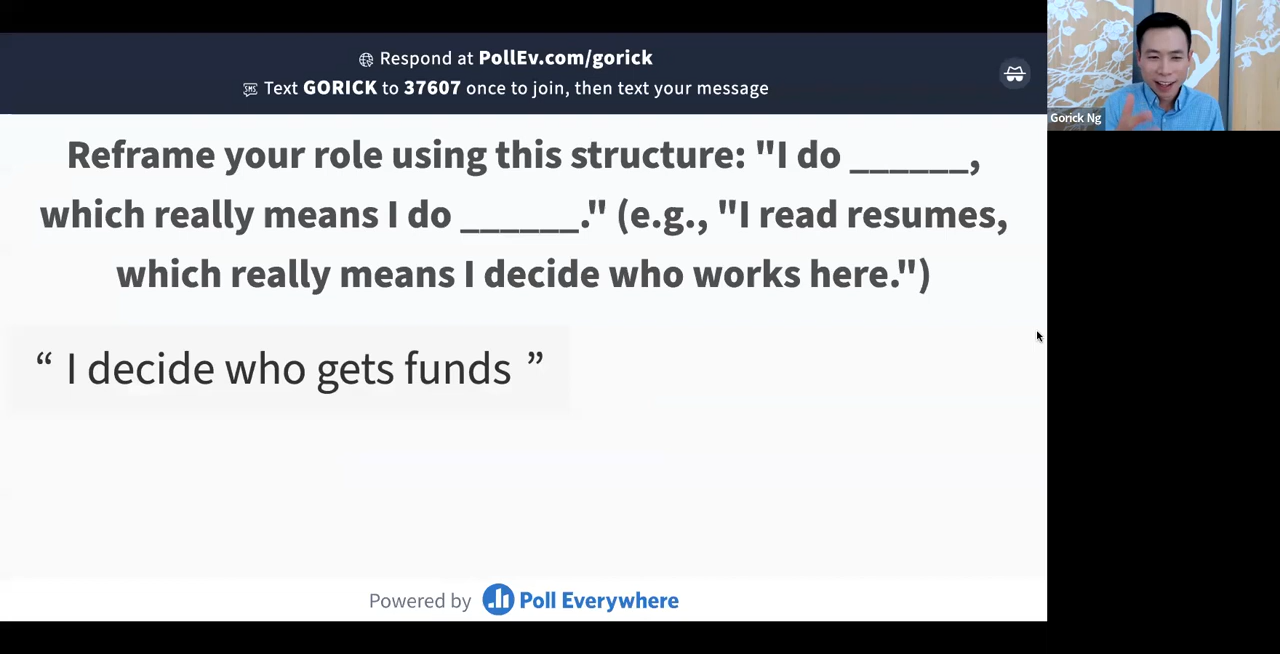 Respond at PollEv.com/gorick
Text GORICK to 37607 once to join, then text your message
Gorick Ng
Reframe your role using this structure: "I do ______,
which really means I do ______." (e.g., "I read resumes,
which really means I decide who works here.")
“ I decide who gets funds ”
Powered by Poll Everywhere